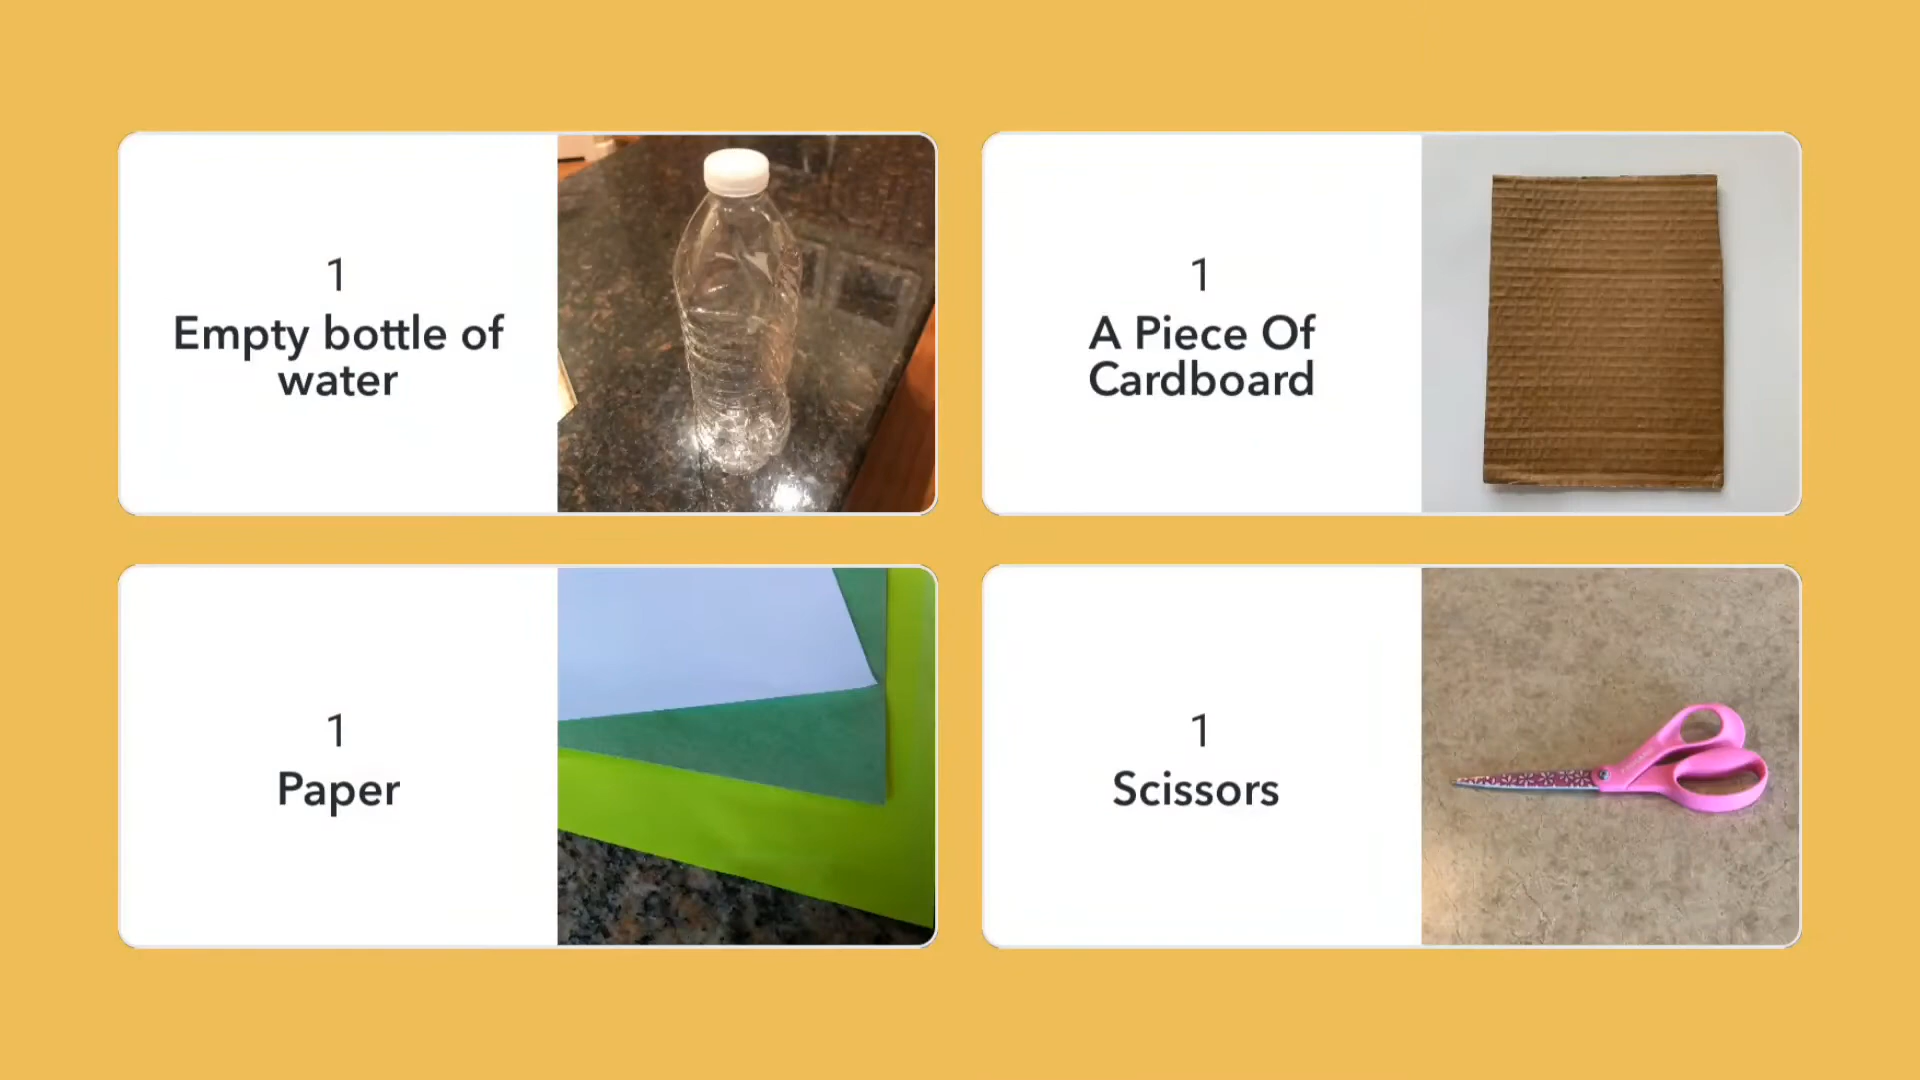 1
Empty bottle of
water
1
A Piece Of
Cardboard
1
Paper
1
Scissors